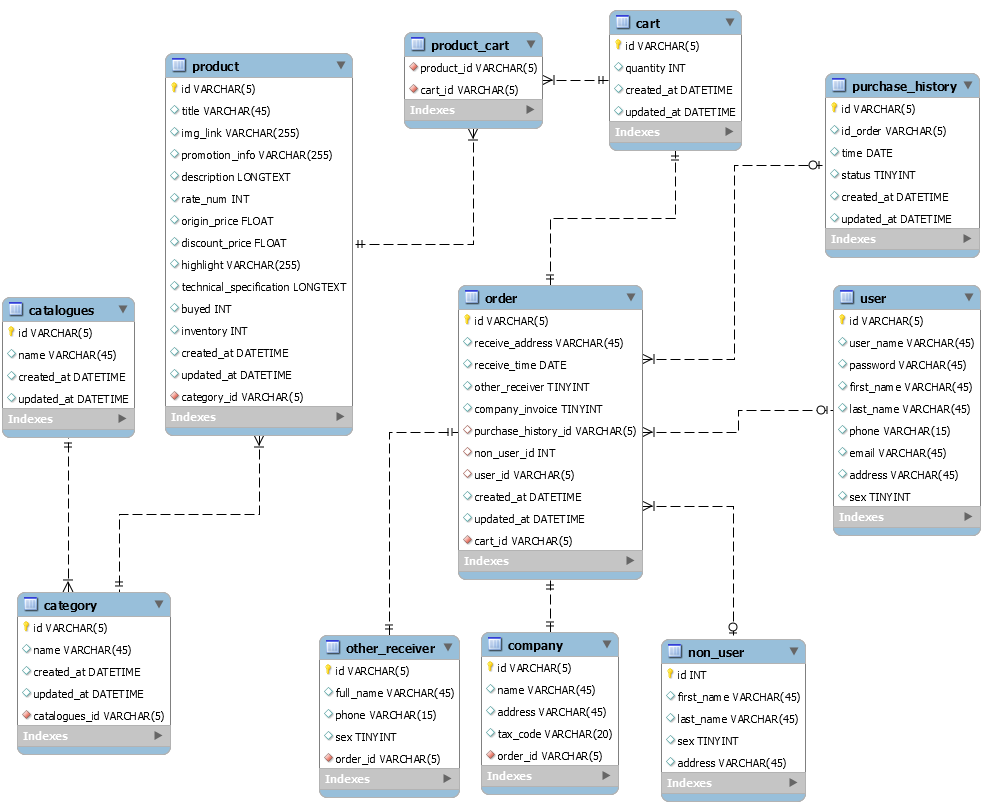 product
id VARCHAR(5)
title VARCHAR(45)
img_link VARCHAR(255)
promotion_info VARCHAR(255)
description LONGTEXT
rate_num INT
origin_price FLOAT
discount_price FLOAT
highlight VARCHAR(255)
technical_specification LONGTEXT
buyed INT
inventory INT
created_at DATETIME
updated_at DATETIME
category_id VARCHAR(5)
Indexes
product_cart
product_id VARCHAR(5)
cart_id VARCHAR(5)
Indexes
cart
id VARCHAR(5)
quantity INT
created_at DATETIME
updated_at DATETIME
Indexes
purchase_history
id VARCHAR(5)
id_order VARCHAR(5)
time DATE
status TINYINT
created_at DATETIME
updated_at DATETIME
Indexes
catalogues
id VARCHAR(5)
name VARCHAR(45)
created_at DATETIME
updated_at DATETIME
Indexes
order
id VARCHAR(5)
receive_address VARCHAR(45)
receive_time DATE
other_receiver TINYINT
company_invoice TINYINT
purchase_history_id VARCHAR(5)
non_user_id INT
user_id VARCHAR(5)
created_at DATETIME
updated_at DATETIME
cart_id VARCHAR(5)
Indexes
user
id VARCHAR(5)
user_name VARCHAR(45)
password VARCHAR(45)
first_name VARCHAR(45)
last_name VARCHAR(45)
phone VARCHAR(15)
email VARCHAR(45)
address VARCHAR(45)
sex TINYINT
Indexes
category
id VARCHAR(5)
name VARCHAR(45)
created_at DATETIME
updated_at DATETIME
catalogues_id VARCHAR(5)
Indexes
other_receiver
id VARCHAR(5)
full_name VARCHAR(45)
phone VARCHAR(15)
sex TINYINT
order_id VARCHAR(5)
Indexes
company
id VARCHAR(5)
name VARCHAR(45)
address VARCHAR(45)
tax_code VARCHAR(20)
order_id VARCHAR(5)
Indexes
non_user
id INT
first_name VARCHAR(45)
last_name VARCHAR(45)
sex TINYINT
address VARCHAR(45)
Indexes